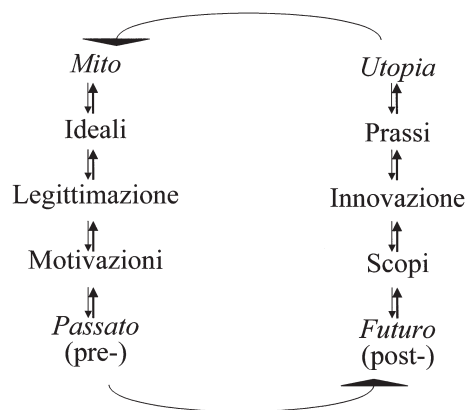 Mito
Ideali
Legittimazione
Motivazioni
Passato
(pre-)
Utopia
Prassi
Innovazione
Scopi
Futuro
(post-)